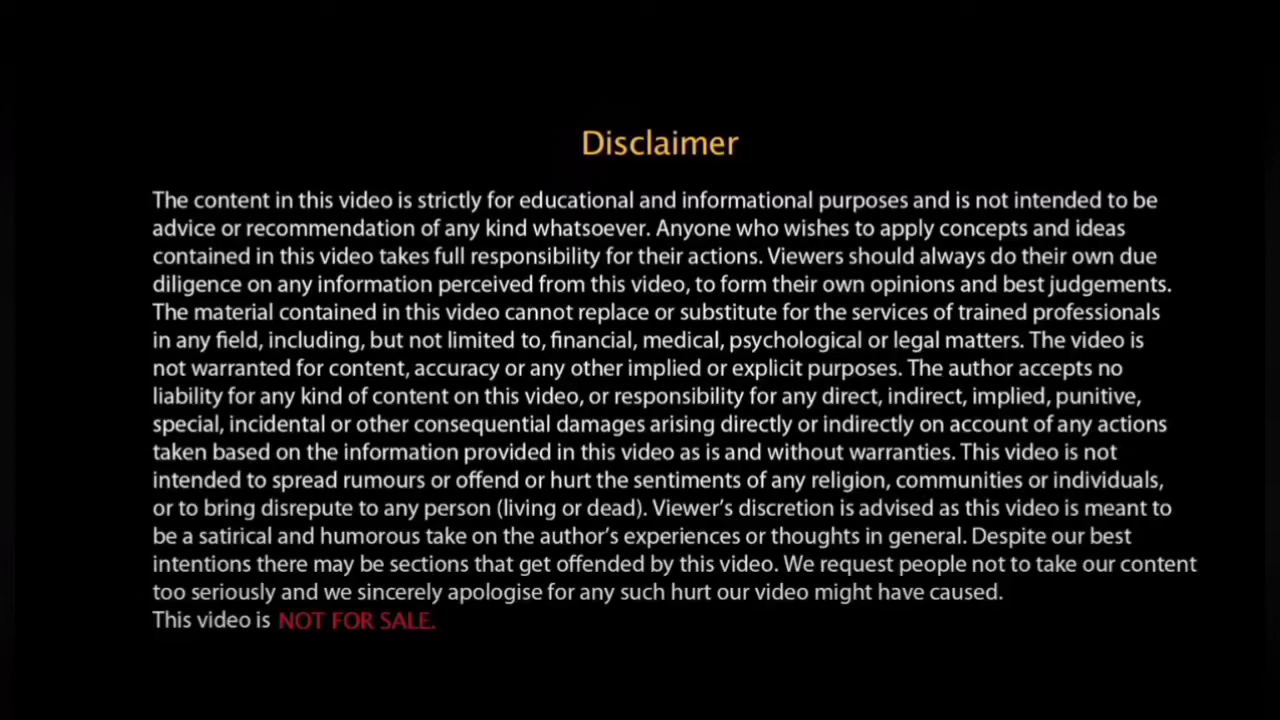 Disclaimer
The content in this video is strictly for educational and informational purposes and is not intended to be
advice or recommendation of any kind whatsoever. Anyone who wishes to apply concepts and ideas
contained in this video takes full responsibility for their actions. Viewers should always do their own due
diligence on any information perceived from this video, to form their own opinions and best judgements.
The material contained in this video cannot replace or substitute for the services of trained professionals
in any field, including, but not limited to, financial, medical, psychological or legal matters. The video is
not warranted for content, accuracy or any other implied or explicit purposes. The author accepts no
liability for any kind of content on this video, or responsibility for any direct, indirect, implied, punitive,
special, incidental or other consequential damages arising directly or indirectly on account of any actions
taken based on the information provided in this video as is and without warranties. This video is not
intended to spread rumours or offend or hurt the sentiments of any religion, communities or individuals,
or to bring disrepute to any person (living or dead). Viewer's discretion is advised as this video is meant to
be a satirical and humorous take on the author's experiences or thoughts in general. Despite our best
intentions there may be sections that get offended by this video. We request people not to take our content
too seriously and we sincerely apologise for any such hurt our video might have caused.
This video is NOT FOR SALE.